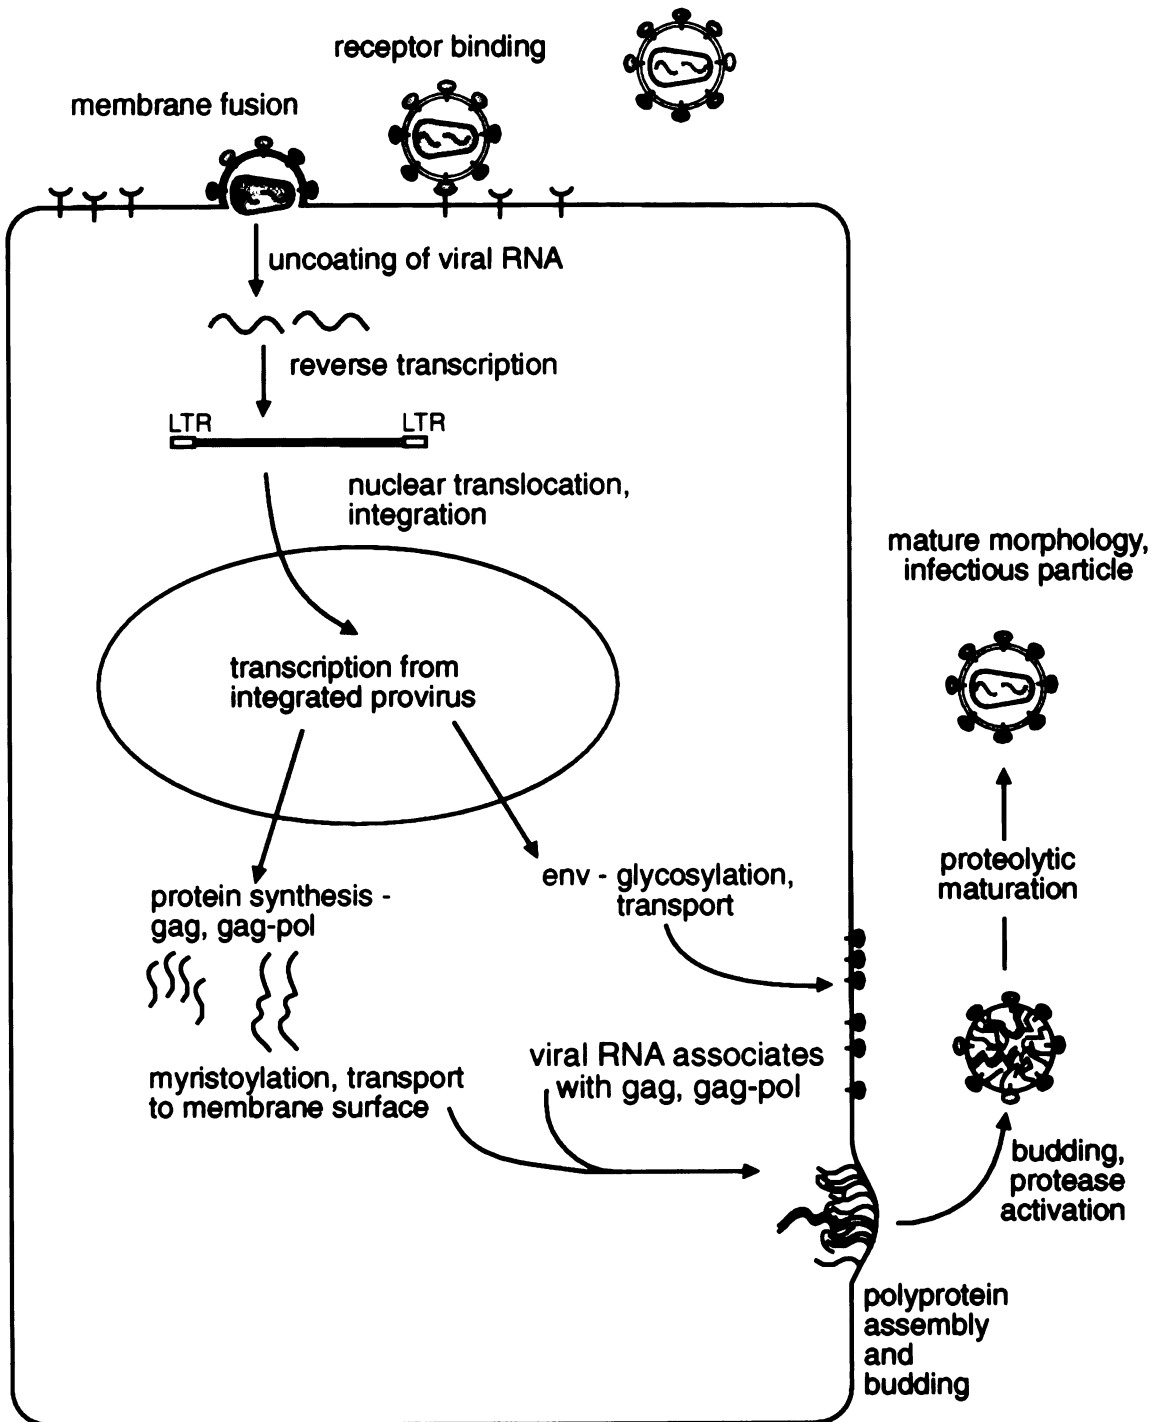 receptor binding
membrane fusion
uncoating of viral RNA
reverse transcription
LTR LTR
nuclear translocation,
integration
mature morphology,
infectious particle
transcription from
integrated provirus
proteolytic
maturation
env - glycosylation,
transport
protein synthesis -
gag, gag-pol
viral RNA associates
with gag, gag-pol
myristoylation, transport
to membrane surface
budding,
protease
activation
polyprotein
assembly
and
budding